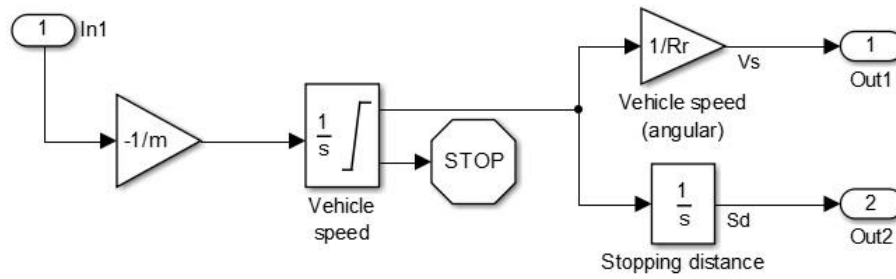 1
In1
-1/m
1
s
Vehicle
speed
STOP
1/Rr
Vs
Vehicle speed
(angular)
1
Out1
1
s
Sd
Stopping distance
2
Out2